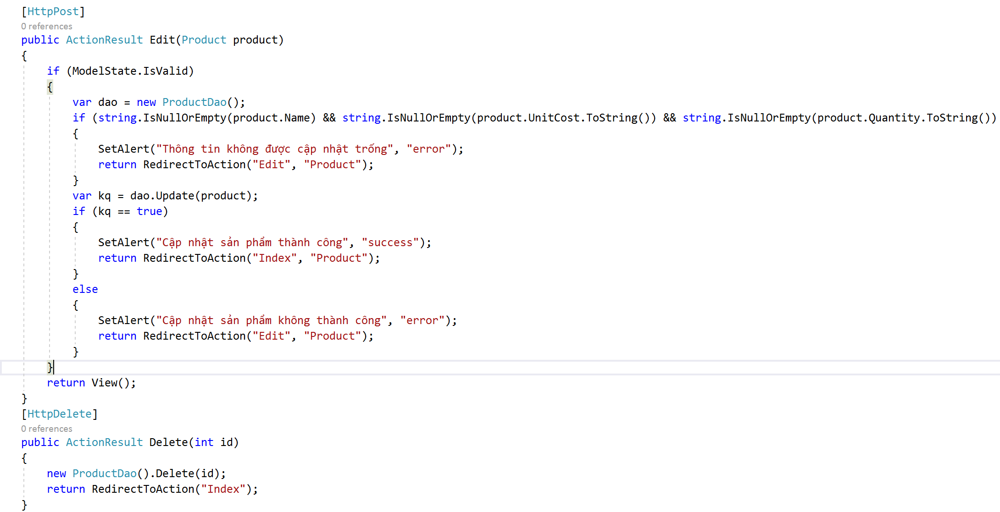 [HttpPost]
0 references
public ActionResult Edit(Product product)
{
if (ModelState.IsValid)
{
var dao = new ProductDao();
if (string.IsNullOrEmpty(product.Name) && string.IsNullOrEmpty(product.UnitCost.ToString()) && string.IsNullOrEmpty(product.Quantity.ToString())
{
SetAlert("Thông tin không được cập nhật trống", "error");
return RedirectToAction("Edit", "Product");
}
var kq = dao.Update(product);
if (kq == true)
{
SetAlert("Cập nhật sản phẩm thành công", "success");
return RedirectToAction("Index", "Product");
}
else
{
SetAlert("Cập nhật sản phẩm không thành công", "error");
return RedirectToAction("Edit", "Product");
}
}
return View();
}
[HttpDelete]
0 references
public ActionResult Delete(int id)
{
new ProductDao().Delete(id);
return RedirectToAction("Index");
}